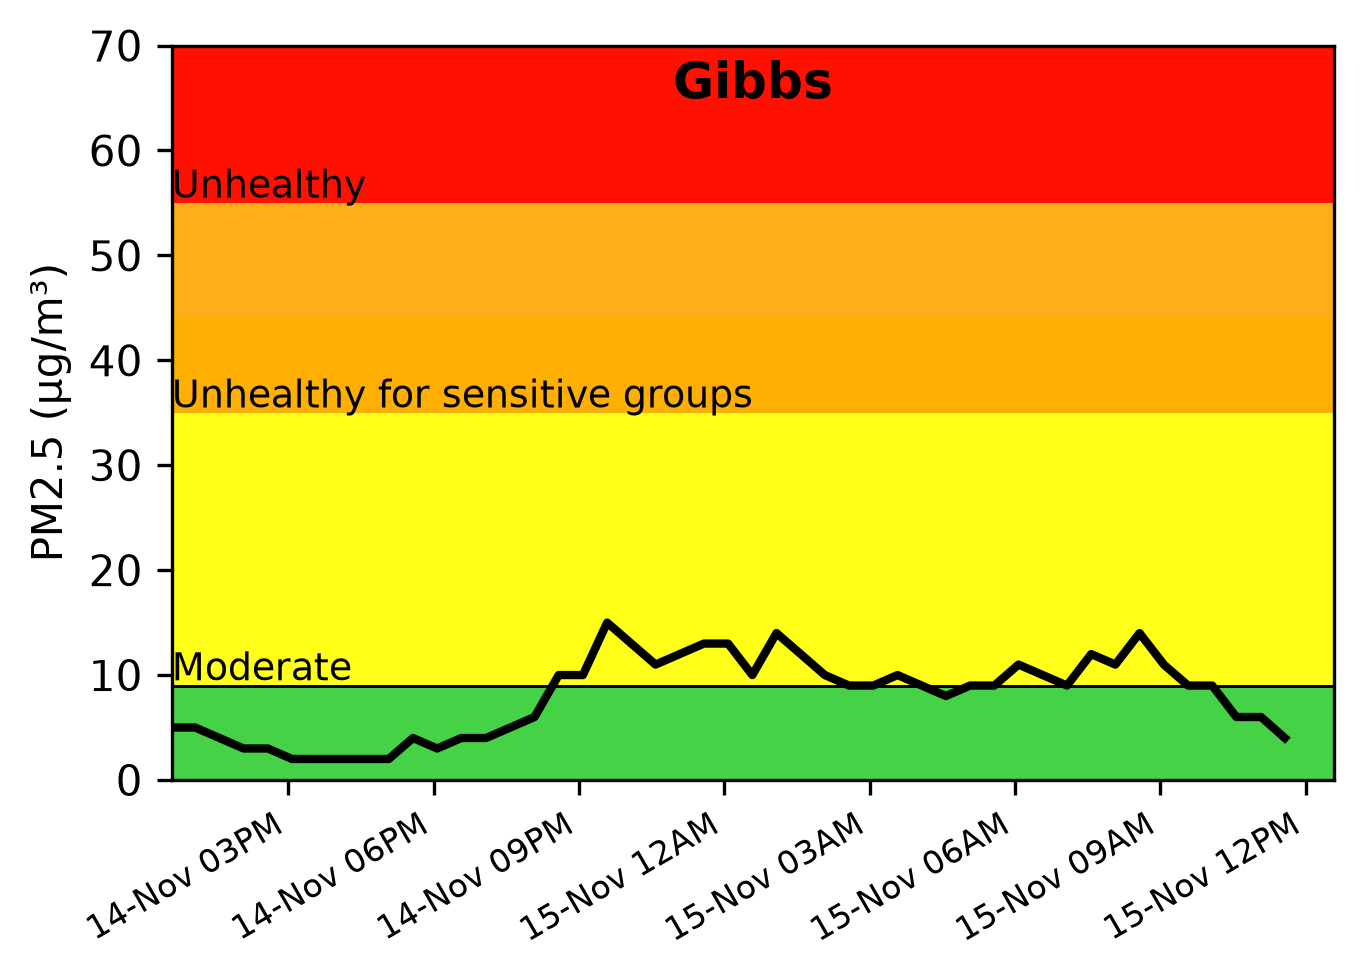 Gibbs
70
60
Unhealthy
50
40
Unhealthy for sensitive groups
30
20
Moderate
10
0
PM2.5 (µg/m³)
14-Nov 03PM
14-Nov 06PM
14-Nov 09PM
15-Nov 12AM
15-Nov 03AM
15-Nov 06AM
15-Nov 09AM
15-Nov 12PM